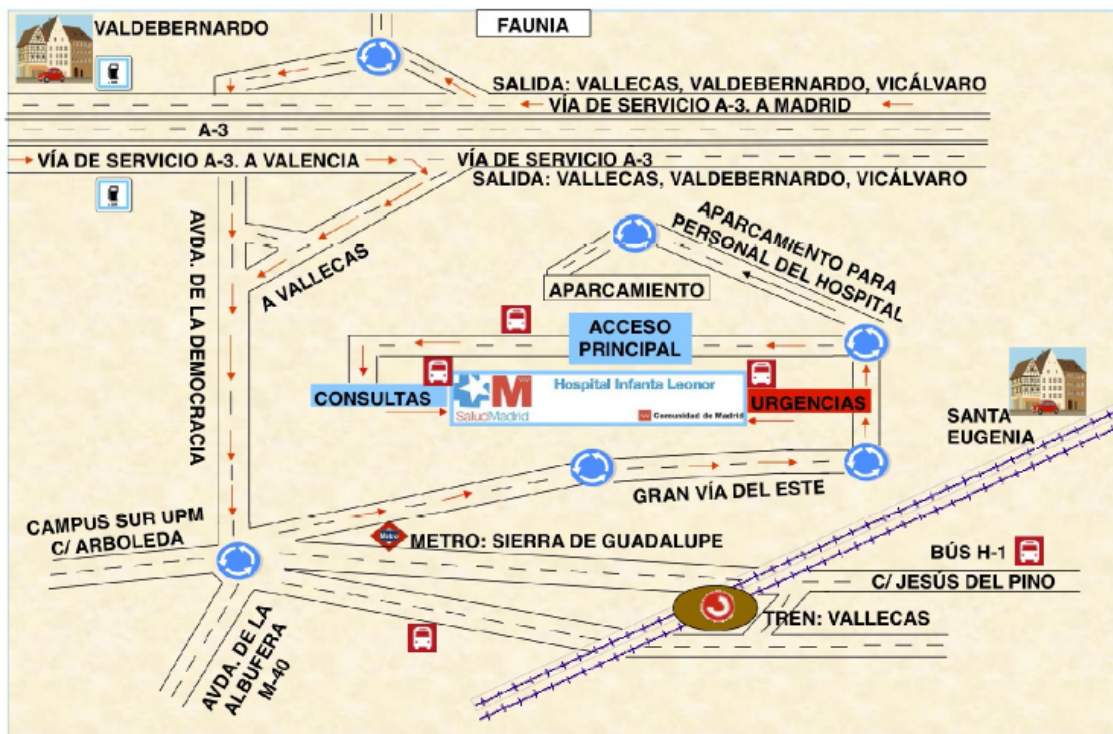 VALDEBERNARDO
FAUNIA
SALIDA: VALLECAS, VALDEBERNARDO, VICÁLVARO
VÍA DE SERVICIO A-3. A MADRID
A-3
VÍA DE SERVICIO A-3. A VALENCIA
VÍA DE SERVICIO A-3
SALIDA: VALLECAS, VALDEBERNARDO, VICÁLVARO
AVDA. DE LA DEMOCRACIA
A VALLECAS
APARCAMIENTO PARA
PERSONAL DEL HOSPITAL
APARCAMIENTO
ACCESO
PRINCIPAL
CONSULTAS
M
SaludMadrid
Hospital Infanta Leonor
Comunidad de Madrid
URGENCIAS
SANTA
EUGENIA
GRAN VÍA DEL ESTE
CAMPUS SUR UPM
C/ ARBOLEDA
Metro
METRO: SIERRA DE GUADALUPE
BÚS H-1
C/ JESÚS DEL PINO
TREN: VALLECAS
AVDA. DE LA
ALBUFERA
M-40